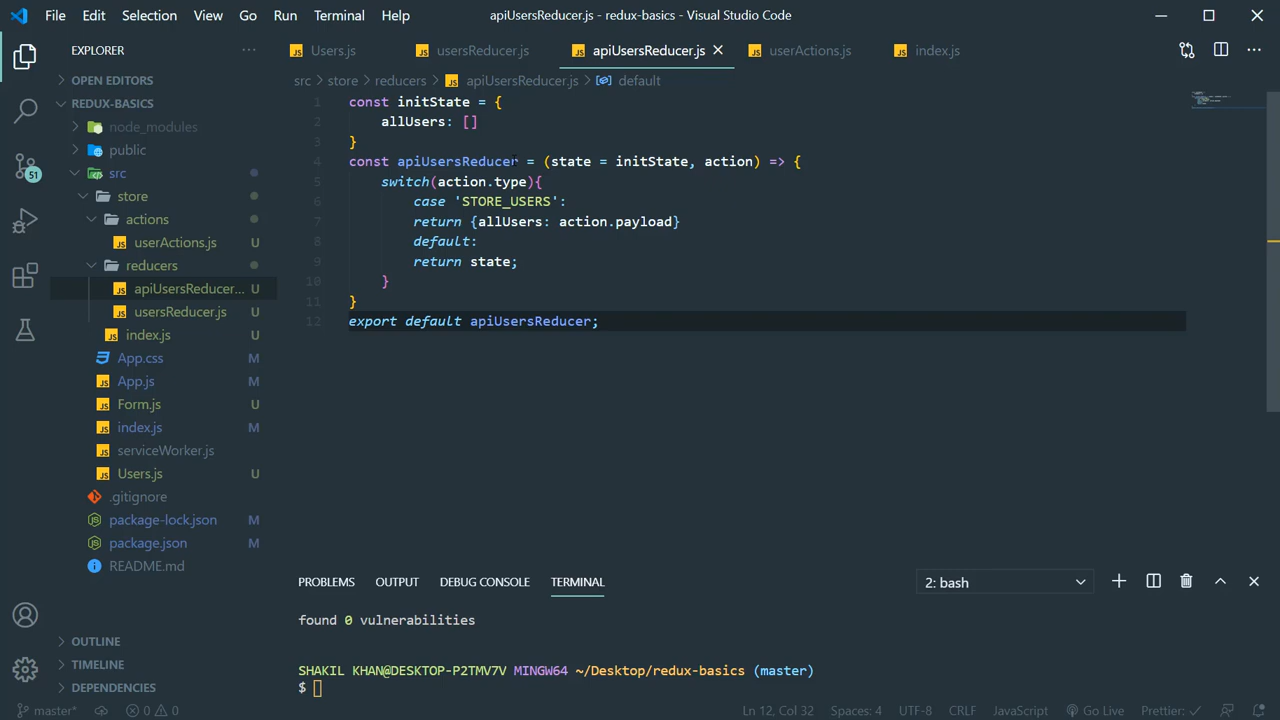 File Edit Selection View Go Run Terminal Help apiUsersReducer.js - redux-basics - Visual Studio Code
EXPLORER
Users.js usersReducer.js apiUsersReducer.js userActions.js index.js
OPEN EDITORS
REDUX-BASICS
node_modules
public
src
store
actions
userActions.js U
reducers
apiUsersReducer... U
usersReducer.js U
index.js U
App.css M
App.js M
Form.js U
index.js M
serviceWorker.js
Users.js U
.gitignore
package-lock.json M
package.json M
README.md
OUTLINE
TIMELINE
DEPENDENCIES
51
src store reducers apiUsersReducer.js default
1 const initState = {
2 allUsers: []
3 }
4 const apiUsersReducer = (state = initState, action) => {
5 switch(action.type){
6 case 'STORE_USERS':
7 return {allUsers: action.payload}
8 default:
9 return state;
10 }
11 }
12 export default apiUsersReducer;
PROBLEMS OUTPUT DEBUG CONSOLE TERMINAL 2: bash
found 0 vulnerabilities
SHAKIL KHAN@DESKTOP-P2TMV7V MINGW64 ~/Desktop/redux-basics (master)
$
master* 0 0 Ln 12, Col 32 Spaces: 4 UTF-8 CRLF JavaScript Go Live Prettier: ✓